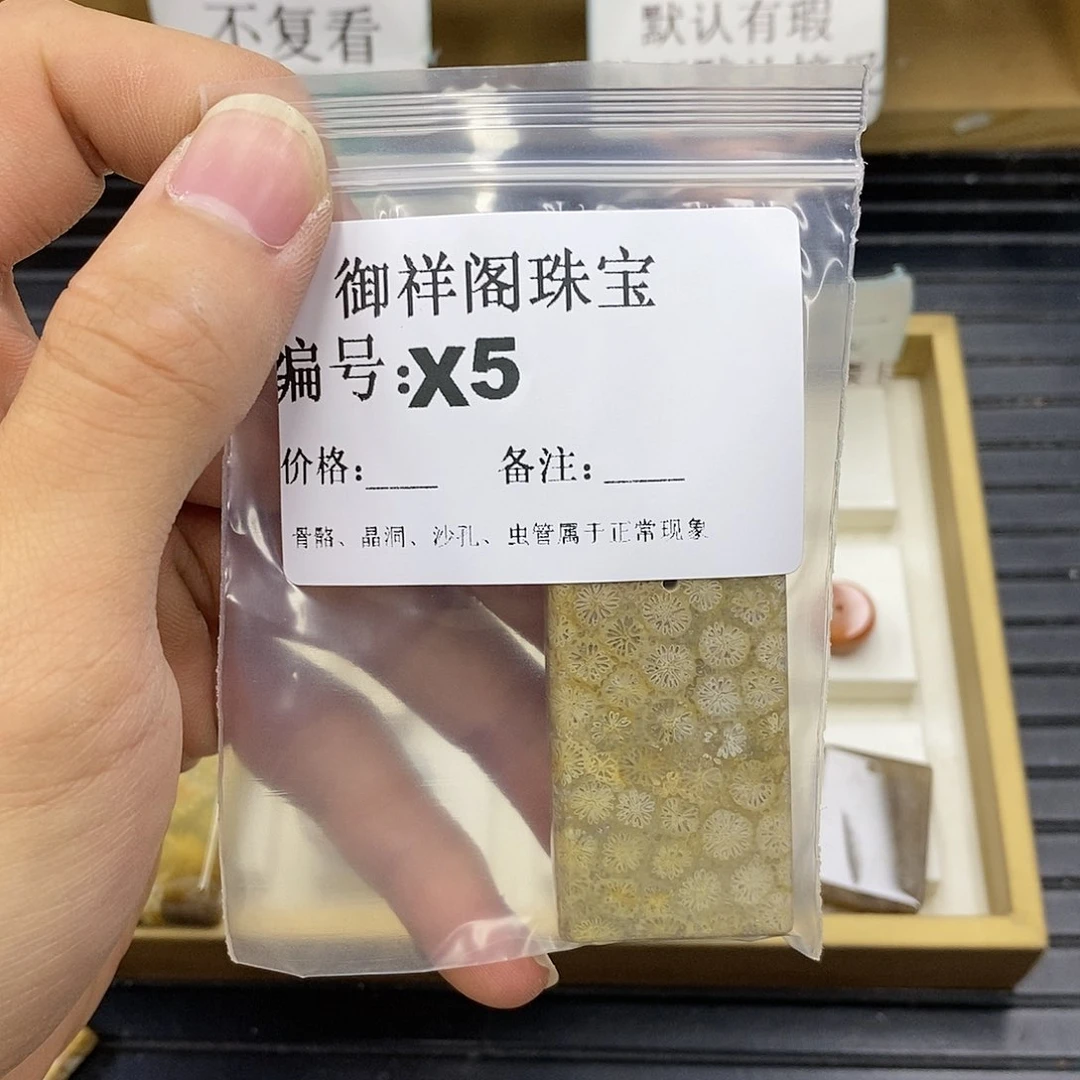 不复看
默认有瑕
御祥阁珠宝
编号:X5
价格:____ 备注:____
骨骼、晶洞、沙孔、虫管属于正常现象